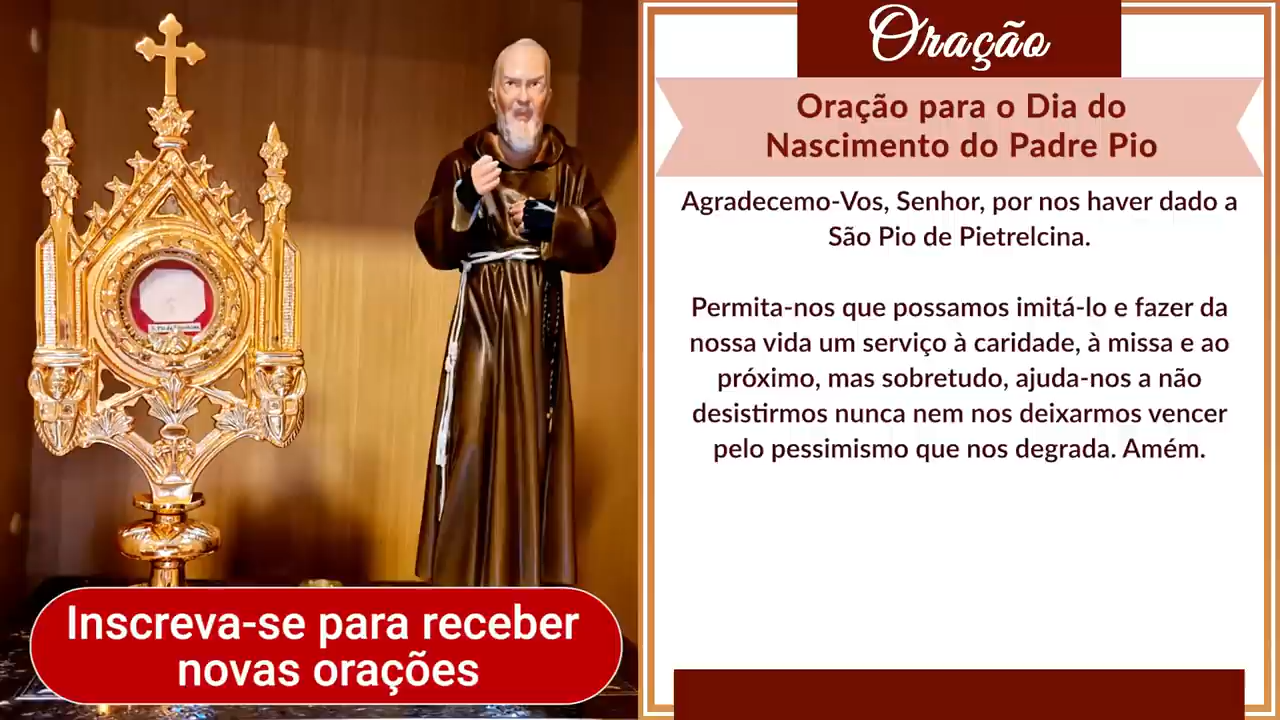 Oração
Oração para o Dia do
Nascimento do Padre Pio
Agradecemo-Vos, Senhor, por nos haver dado a
São Pio de Pietrelcina.
Permita-nos que possamos imitá-lo e fazer da
nossa vida um serviço à caridade, à missa e ao
próximo, mas sobretudo, ajuda-nos a não
desistirmos nunca nem nos deixarmos vencer
pelo pessimismo que nos degrada. Amém.
Inscreva-se para receber
novas orações